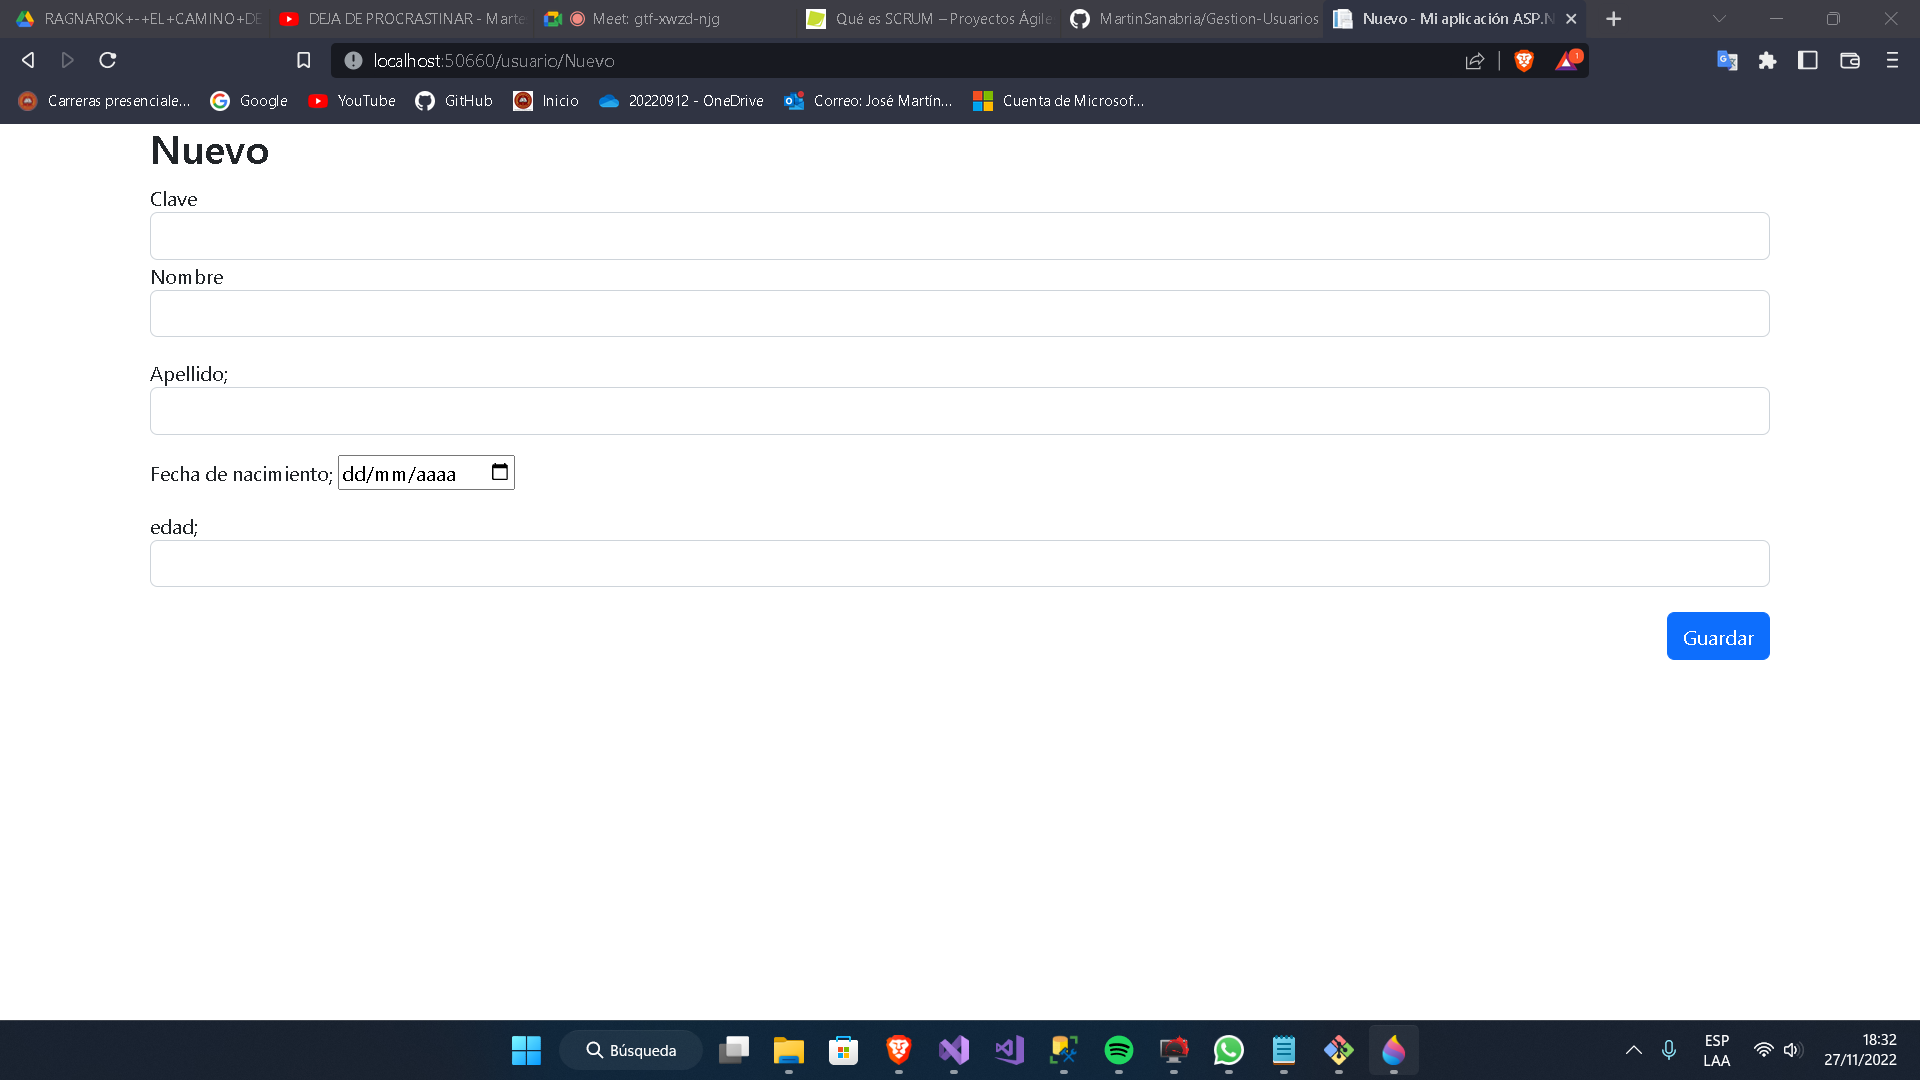 RAGNAROK+-+EL+CAMINO+DE
DEJA DE PROCRASTINAR - Marte
Meet: gtf-xwzd-njg
Qué es SCRUM – Proyectos Ágile
MartinSanabria/Gestion-Usuarios
Nuevo - Mi aplicación ASP.N
localhost:50660/usuario/Nuevo
1
Carreras presenciale...
Google
YouTube
GitHub
Inicio
20220912 - OneDrive
Correo: José Martín...
Cuenta de Microsof...
Nuevo
Clave
Nombre
Apellido;
Fecha de nacimiento; dd/mm/aaaa
edad;
Guardar
Búsqueda
ESP
LAA
18:32
27/11/2022